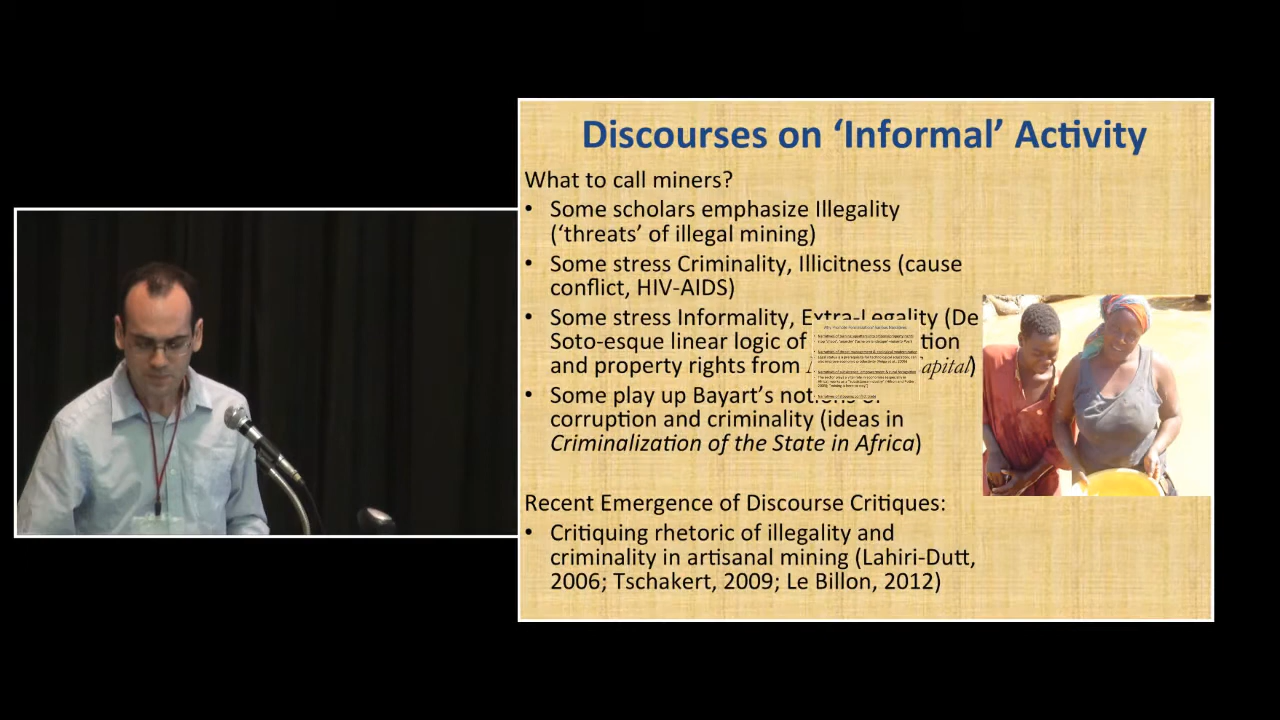 Discourses on ‘Informal’ Activity
What to call miners?
• Some scholars emphasize Illegality
(‘threats’ of illegal mining)
• Some stress Criminality, Illicitness (cause
conflict, HIV-AIDS)
• Some stress Informality, Extra-Legality (De
Soto-esque linear logic of
and property rights from
• Some play up Bayart’s notions of
corruption and criminality (ideas in
Criminalization of the State in Africa)
Recent Emergence of Discourse Critiques:
• Critiquing rhetoric of illegality and
criminality in artisanal mining (Lahiri-Dutt,
2006; Tschakert, 2009; Le Billon, 2012)